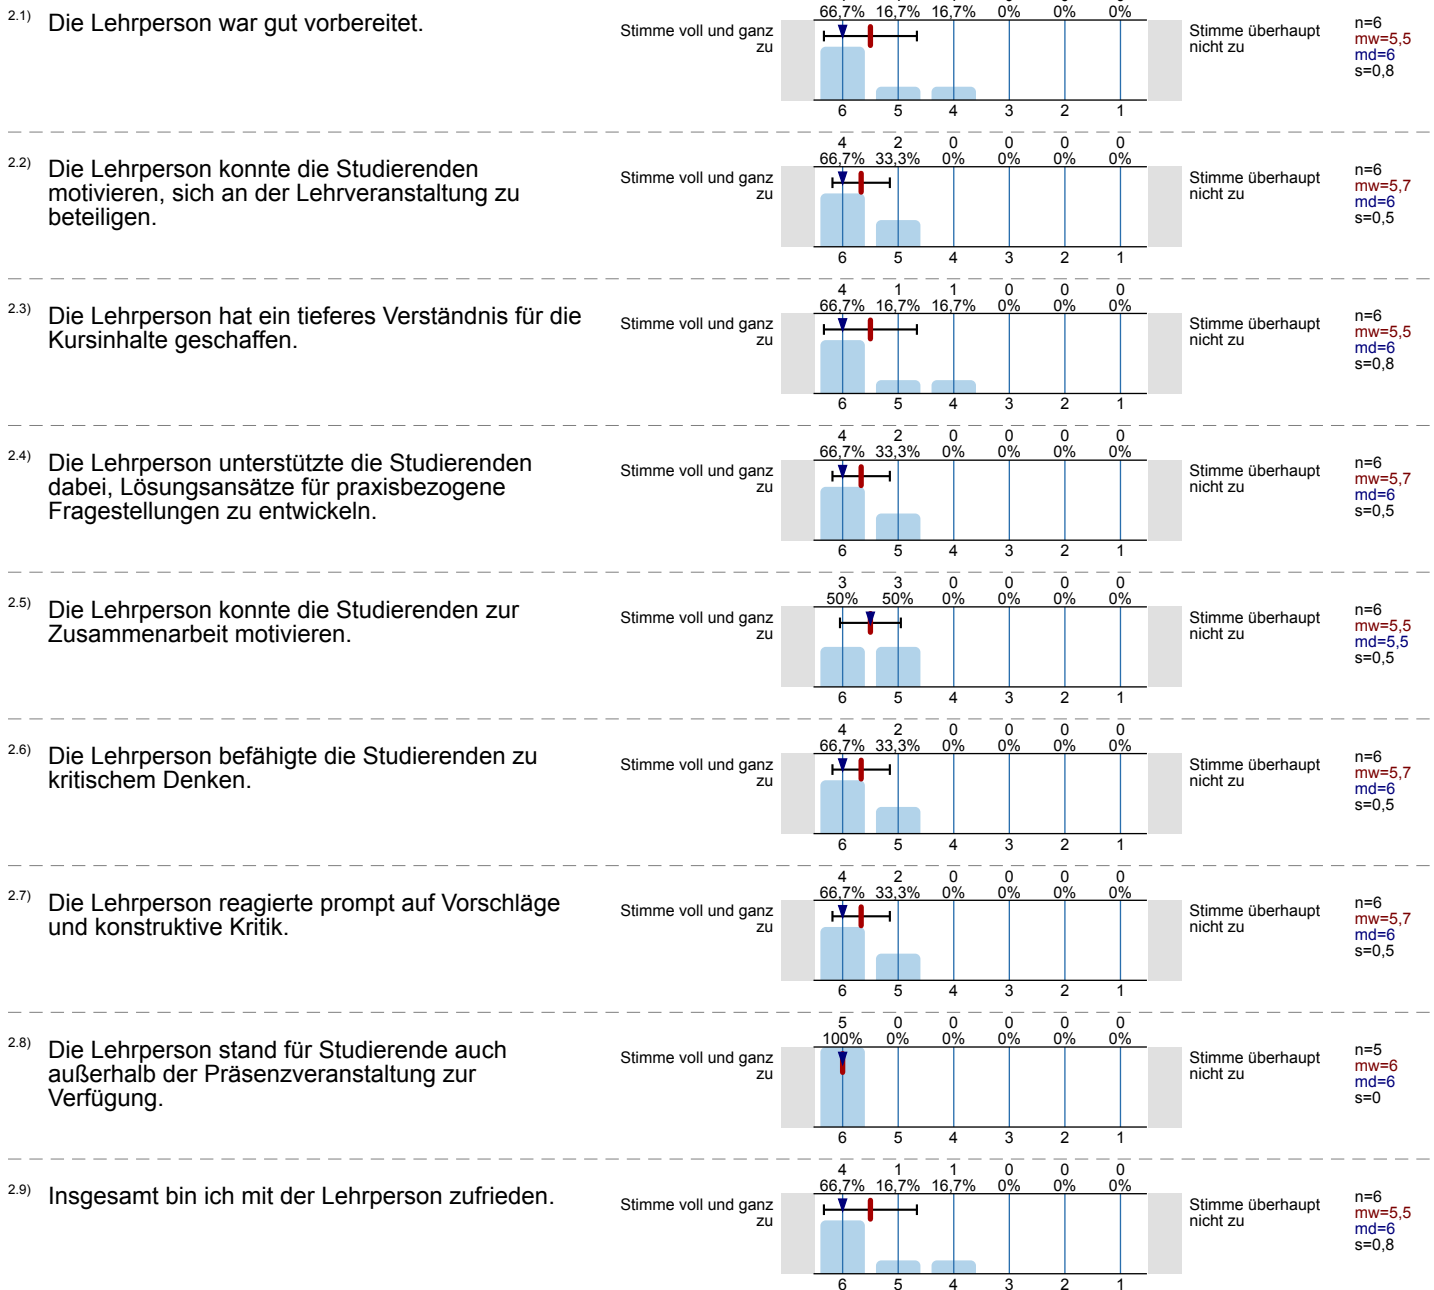 66,7% 16,7% 16,7% 0% 0% 0%
2.1) Die Lehrperson war gut vorbereitet.
Stimme voll und ganz
zu
Stimme überhaupt
nicht zu
n=6
mw=5,5
md=6
s=0,8
6 5 4 3 2 1
4 2 0 0 0 0
66,7% 33,3% 0% 0% 0% 0%
2.2) Die Lehrperson konnte die Studierenden
motivieren, sich an der Lehrveranstaltung zu
beteiligen.
Stimme voll und ganz
zu
Stimme überhaupt
nicht zu
n=6
mw=5,7
md=6
s=0,5
6 5 4 3 2 1
4 1 1 0 0 0
66,7% 16,7% 16,7% 0% 0% 0%
2.3) Die Lehrperson hat ein tieferes Verständnis für die
Kursinhalte geschaffen.
Stimme voll und ganz
zu
Stimme überhaupt
nicht zu
n=6
mw=5,5
md=6
s=0,8
6 5 4 3 2 1
4 2 0 0 0 0
66,7% 33,3% 0% 0% 0% 0%
2.4) Die Lehrperson unterstützte die Studierenden
dabei, Lösungsansätze für praxisbezogene
Fragestellungen zu entwickeln.
Stimme voll und ganz
zu
Stimme überhaupt
nicht zu
n=6
mw=5,7
md=6
s=0,5
6 5 4 3 2 1
3 3 0 0 0 0
50% 50% 0% 0% 0% 0%
2.5) Die Lehrperson konnte die Studierenden zur
Zusammenarbeit motivieren.
Stimme voll und ganz
zu
Stimme überhaupt
nicht zu
n=6
mw=5,5
md=5,5
s=0,5
6 5 4 3 2 1
4 2 0 0 0 0
66,7% 33,3% 0% 0% 0% 0%
2.6) Die Lehrperson befähigte die Studierenden zu
kritischem Denken.
Stimme voll und ganz
zu
Stimme überhaupt
nicht zu
n=6
mw=5,7
md=6
s=0,5
6 5 4 3 2 1
4 2 0 0 0 0
66,7% 33,3% 0% 0% 0% 0%
2.7) Die Lehrperson reagierte prompt auf Vorschläge
und konstruktive Kritik.
Stimme voll und ganz
zu
Stimme überhaupt
nicht zu
n=6
mw=5,7
md=6
s=0,5
6 5 4 3 2 1
5 0 0 0 0 0
100% 0% 0% 0% 0% 0%
2.8) Die Lehrperson stand für Studierende auch
außerhalb der Präsenzveranstaltung zur
Verfügung.
Stimme voll und ganz
zu
Stimme überhaupt
nicht zu
n=5
mw=6
md=6
s=0
6 5 4 3 2 1
4 1 1 0 0 0
66,7% 16,7% 16,7% 0% 0% 0%
2.9) Insgesamt bin ich mit der Lehrperson zufrieden.
Stimme voll und ganz
zu
Stimme überhaupt
nicht zu
n=6
mw=5,5
md=6
s=0,8
6 5 4 3 2 1